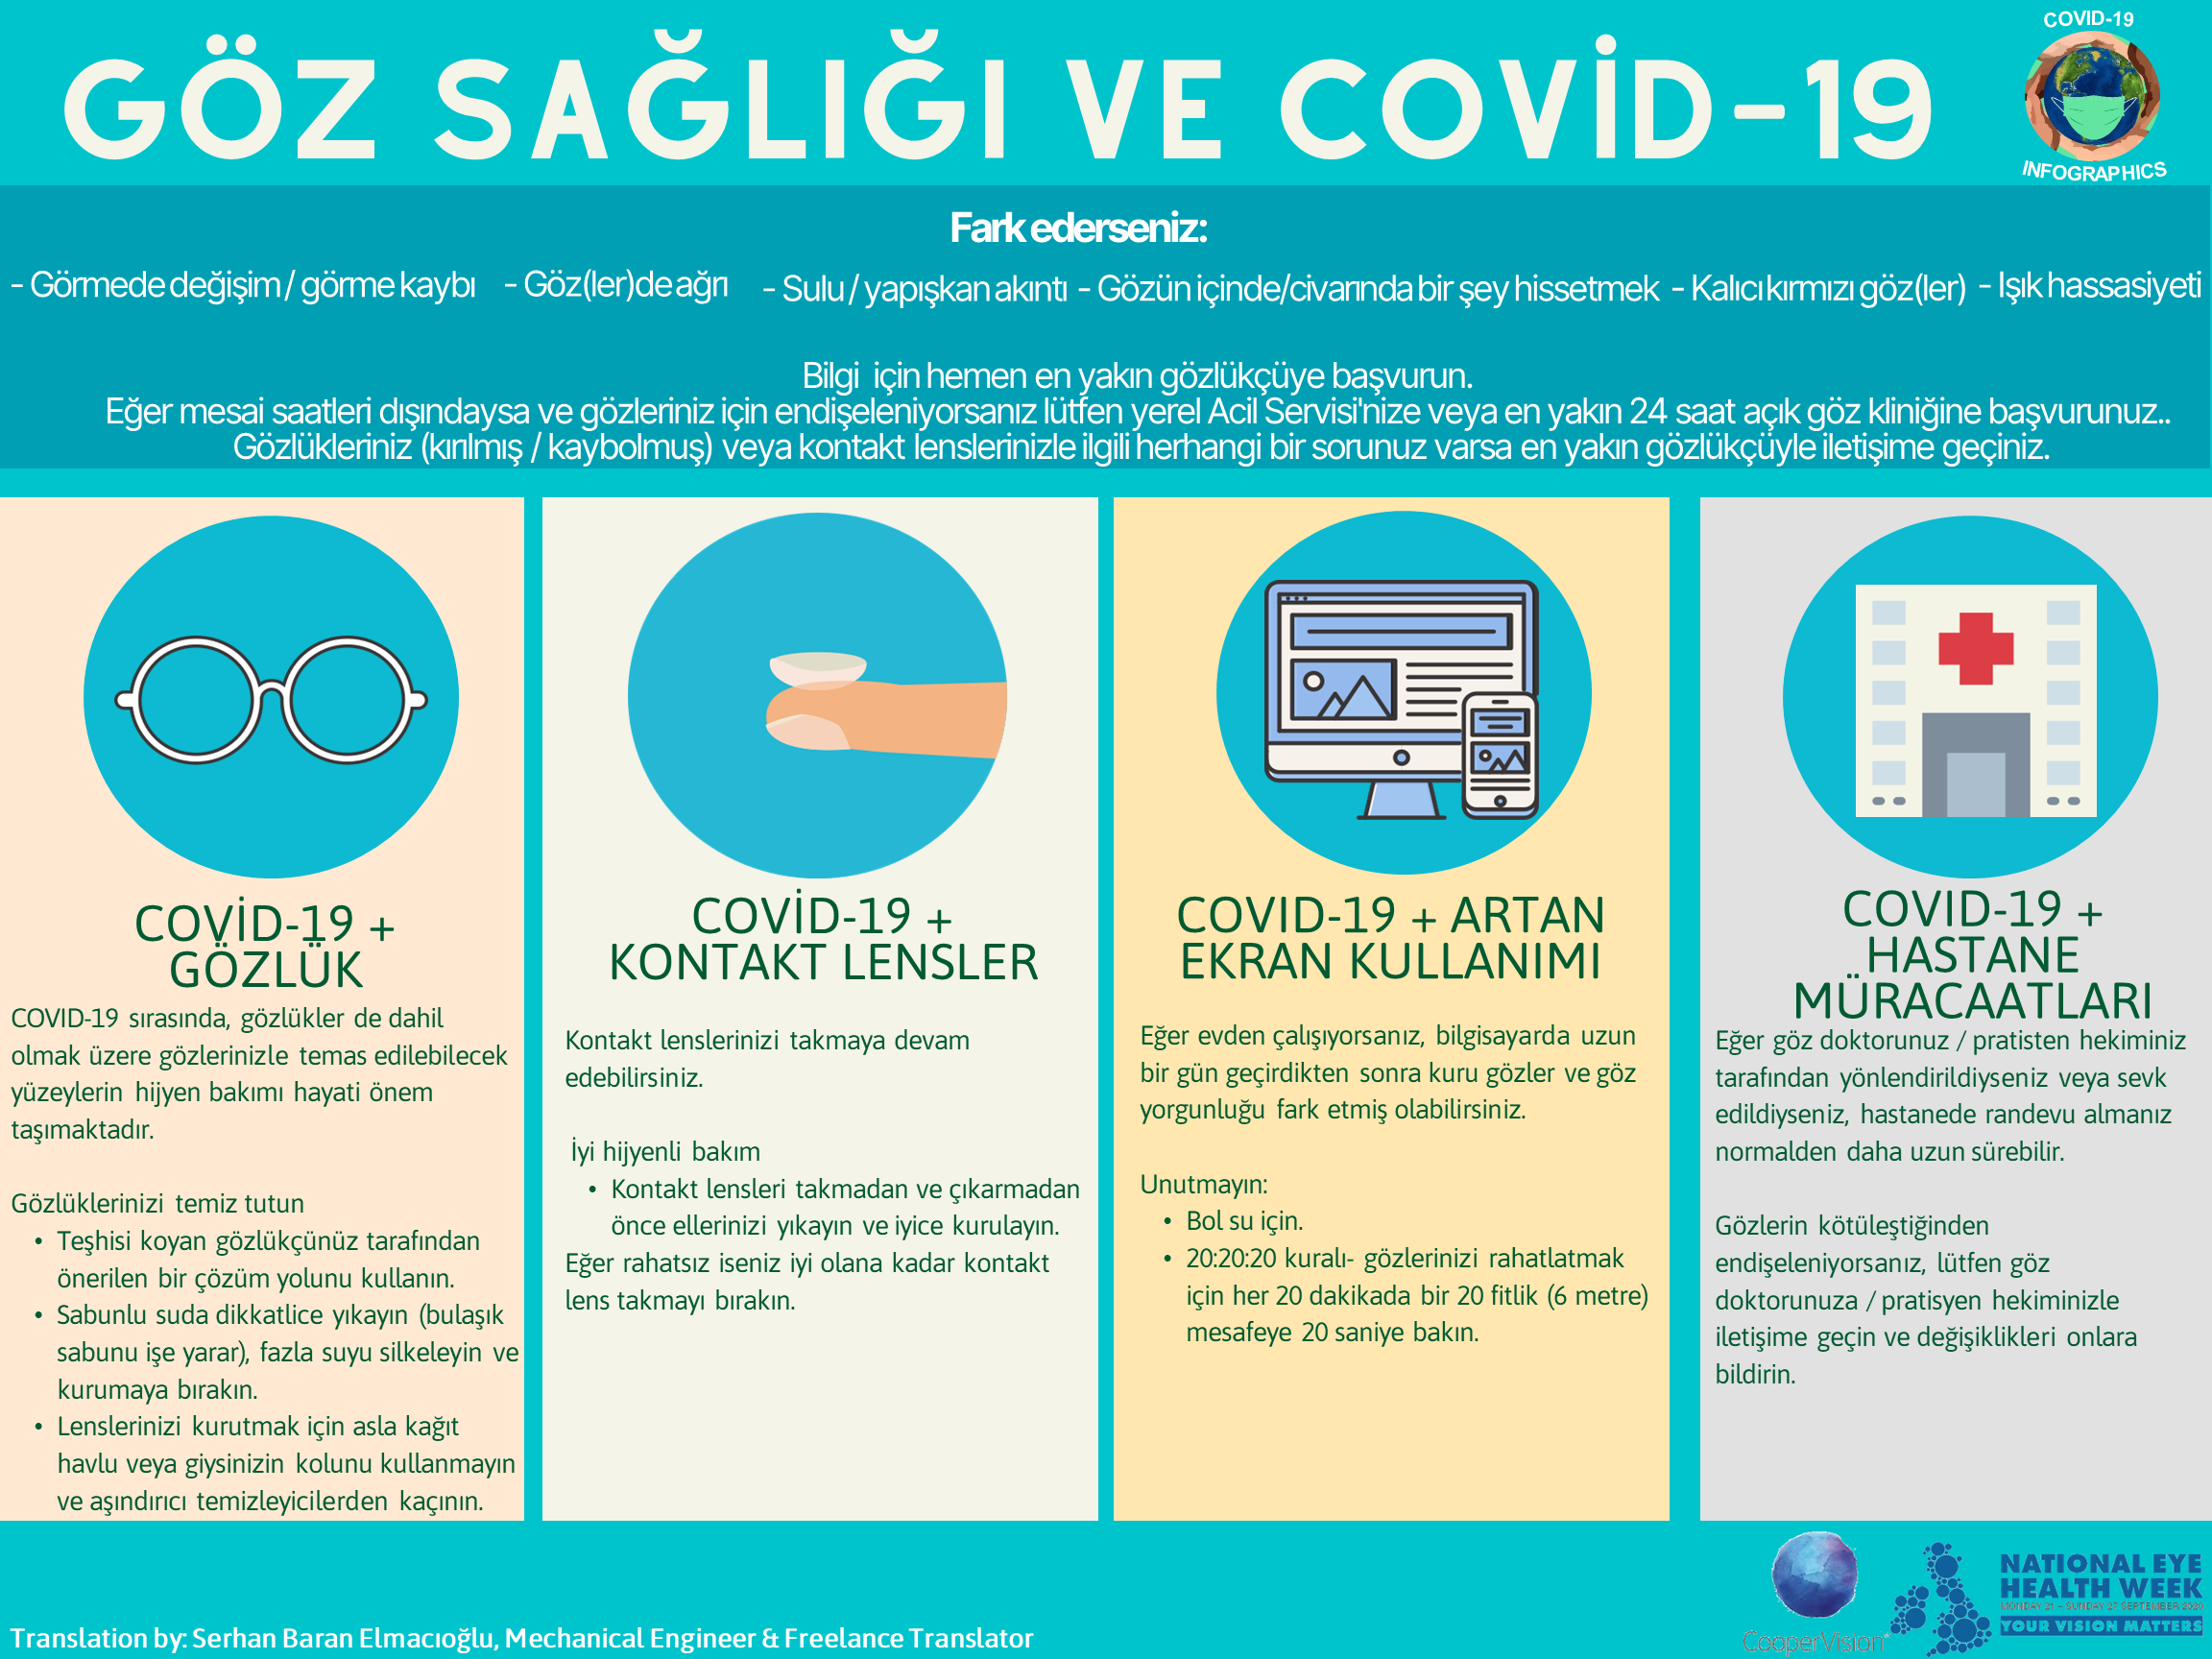 GÖZ SAĞLIĞI VE COVİD-19
COVID-19
INFOGRAPHICS
Fark ederseniz:
- Görmede değişim / görme kaybı - Göz(ler)de ağrı - Sulu / yapışkan akıntı - Gözün içinde/civarında bir şey hissetmek - Kalıcı kırmızı göz(ler) - Işık hassasiyeti
Bilgi için hemen en yakın gözlükçüye başvurun.
Eğer mesai saatleri dışındaysa ve gözleriniz için endişeleniyorsanız lütfen yerel Acil Servisi'nize veya en yakın 24 saat açık göz kliniğine başvurunuz..
Gözlükleriniz (kırılmış / kaybolmuş) veya kontakt lenslerinizle ilgili herhangi bir sorunuz varsa en yakın gözlükçüyle iletişime geçiniz.
COVİD-19 +
GÖZLÜK
COVID-19 sırasında, gözlükler de dahil
olmak üzere gözlerinizle temas edilebilecek
yüzeylerin hijyen bakımı hayati önem
taşımaktadır.
Gözlüklerinizi temiz tutun
• Teşhisi koyan gözlükçünüz tarafından
önerilen bir çözüm yolunu kullanın.
• Sabunlu suda dikkatlice yıkayın (bulaşık
sabunu işe yarar), fazla suyu silkeleyin ve
kurumaya bırakın.
• Lenslerinizi kurutmak için asla kağıt
havlu veya giysinizin kolunu kullanmayın
ve aşındırıcı temizleyicilerden kaçının.
COVİD-19 +
KONTAKT LENSLER
Kontakt lenslerinizi takmaya devam
edebilirsiniz.
İyi hijyenli bakım
• Kontakt lensleri takmadan ve çıkarmadan
önce ellerinizi yıkayın ve iyice kurulayın.
Eğer rahatsız iseniz iyi olana kadar kontakt
lens takmayı bırakın.
COVID-19 + ARTAN
EKRAN KULLANIMI
Eğer evden çalışıyorsanız, bilgisayarda uzun
bir gün geçirdikten sonra kuru gözler ve göz
yorgunluğu fark etmiş olabilirsiniz.
Unutmayın:
• Bol su için.
• 20:20:20 kuralı- gözlerinizi rahatlatmak
için her 20 dakikada bir 20 fitlik (6 metre)
mesafeye 20 saniye bakın.
COVID-19 +
HASTANE
MÜRACAATLARI
Eğer göz doktorunuz / pratisten hekiminiz
tarafından yönlendirildiyseniz veya sevk
edildiyseniz, hastanede randevu almanız
normalden daha uzun sürebilir.
Gözlerin kötüleştiğinden
endişeleniyorsanız, lütfen göz
doktorunuza / pratisyen hekiminizle
iletişime geçin ve değişiklikleri onlara
bildirin.
Translation by: Serhan Baran Elmacıoğlu, Mechanical Engineer & Freelance Translator
CooperVision®
NATIONAL EYE
HEALTH WEEK
MONDAY 21 – SUNDAY 27 SEPTEMBER 2020
YOUR VISION MATTERS